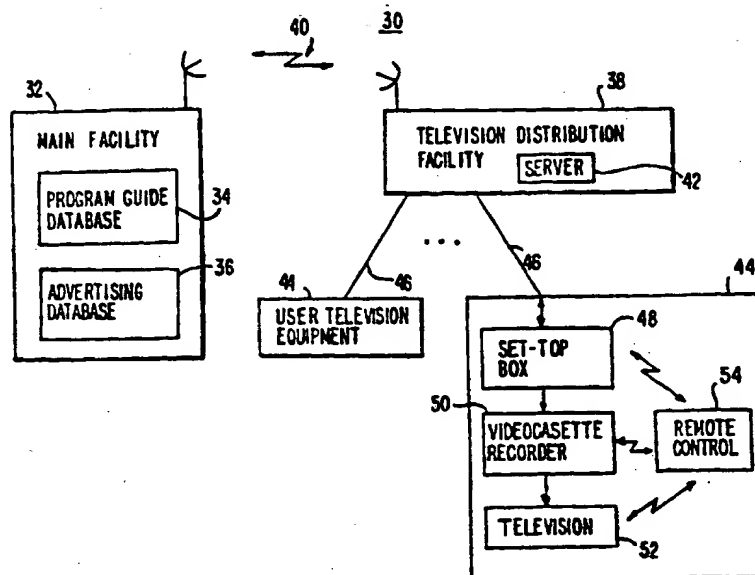 40
30
32
MAIN FACILITY
PROGRAM GUIDE
DATABASE
34
ADVERTISING
DATABASE
36
38
TELEVISION DISTRIBUTION
FACILITY
SERVER
42
...
46
46
44
USER TELEVISION
EQUIPMENT
44
SET-TOP
BOX
48
50
VIDEOCASETTE
RECORDER
54
REMOTE
CONTROL
TELEVISION
52